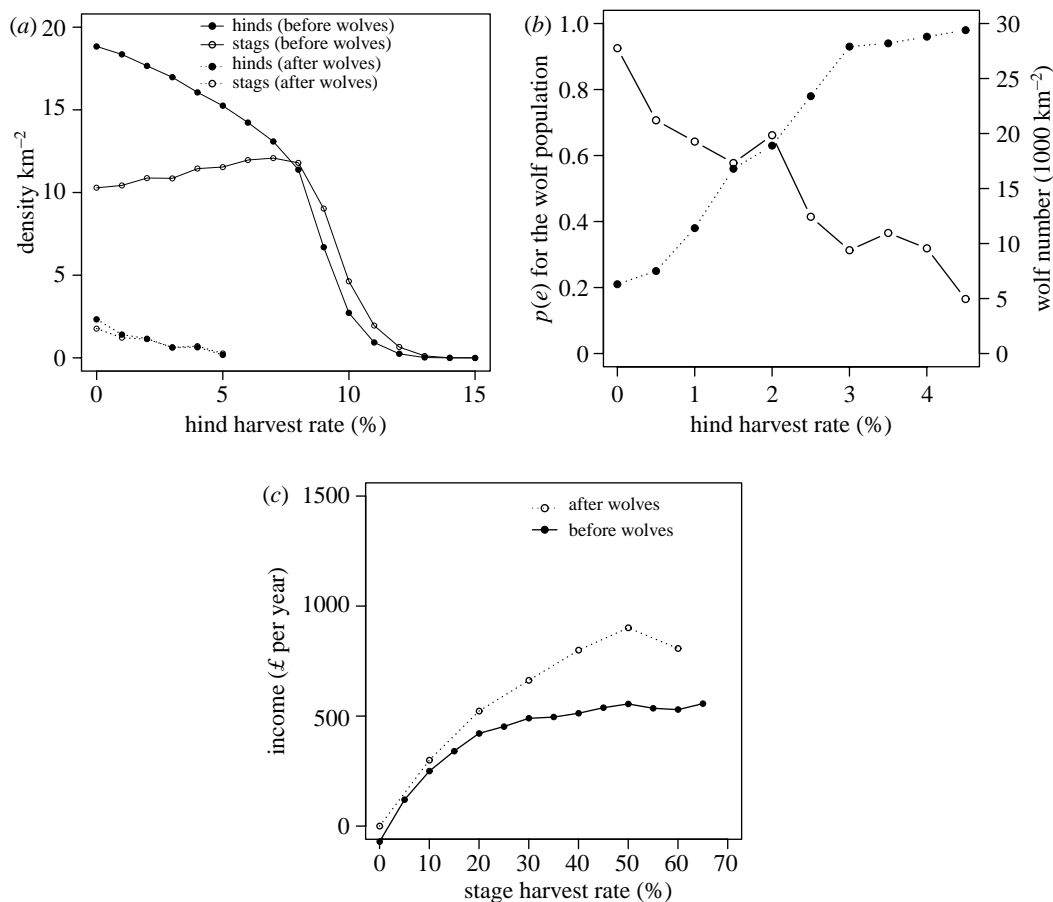 (a)
20
15
10
5
0
density km–2
hinds (before wolves)
stags (before wolves)
hinds (after wolves)
stags (after wolves)
0 5 10 15
hind harvest rate (%)
(b)
1.0
0.8
0.6
0.4
0.2
0
p(e) for the wolf population
30
25
20
15
10
5
0
wolf number (1000 km–2)
0 1 2 3 4
hind harvest rate (%)
(c)
1500
1000
500
0
income (£ per year)
after wolves
before wolves
0 10 20 30 40 50 60 70
stage harvest rate (%)